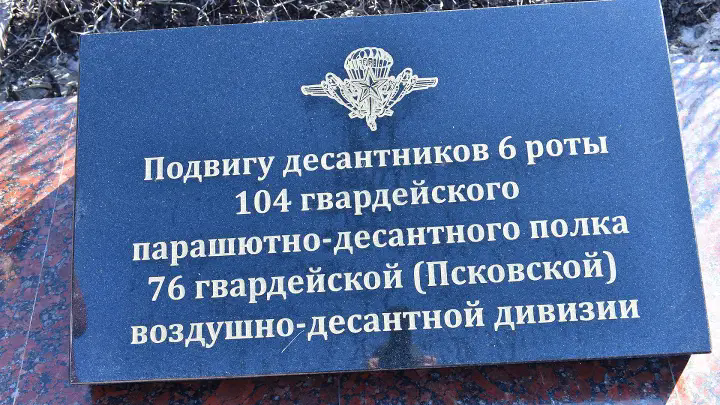 Подвигу десантников 6 роты
104 гвардейского
парашютно-десантного полка
76 гвардейской (Псковской)
воздушно-десантной дивизии